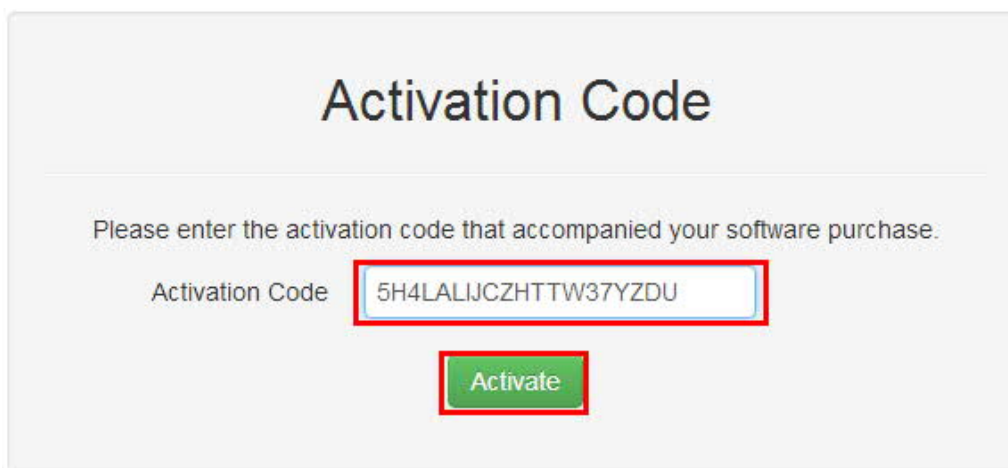 Activation Code
Please enter the activation code that accompanied your software purchase.
Activation Code 5H4LALIJCZHTTW37YZDU
Activate